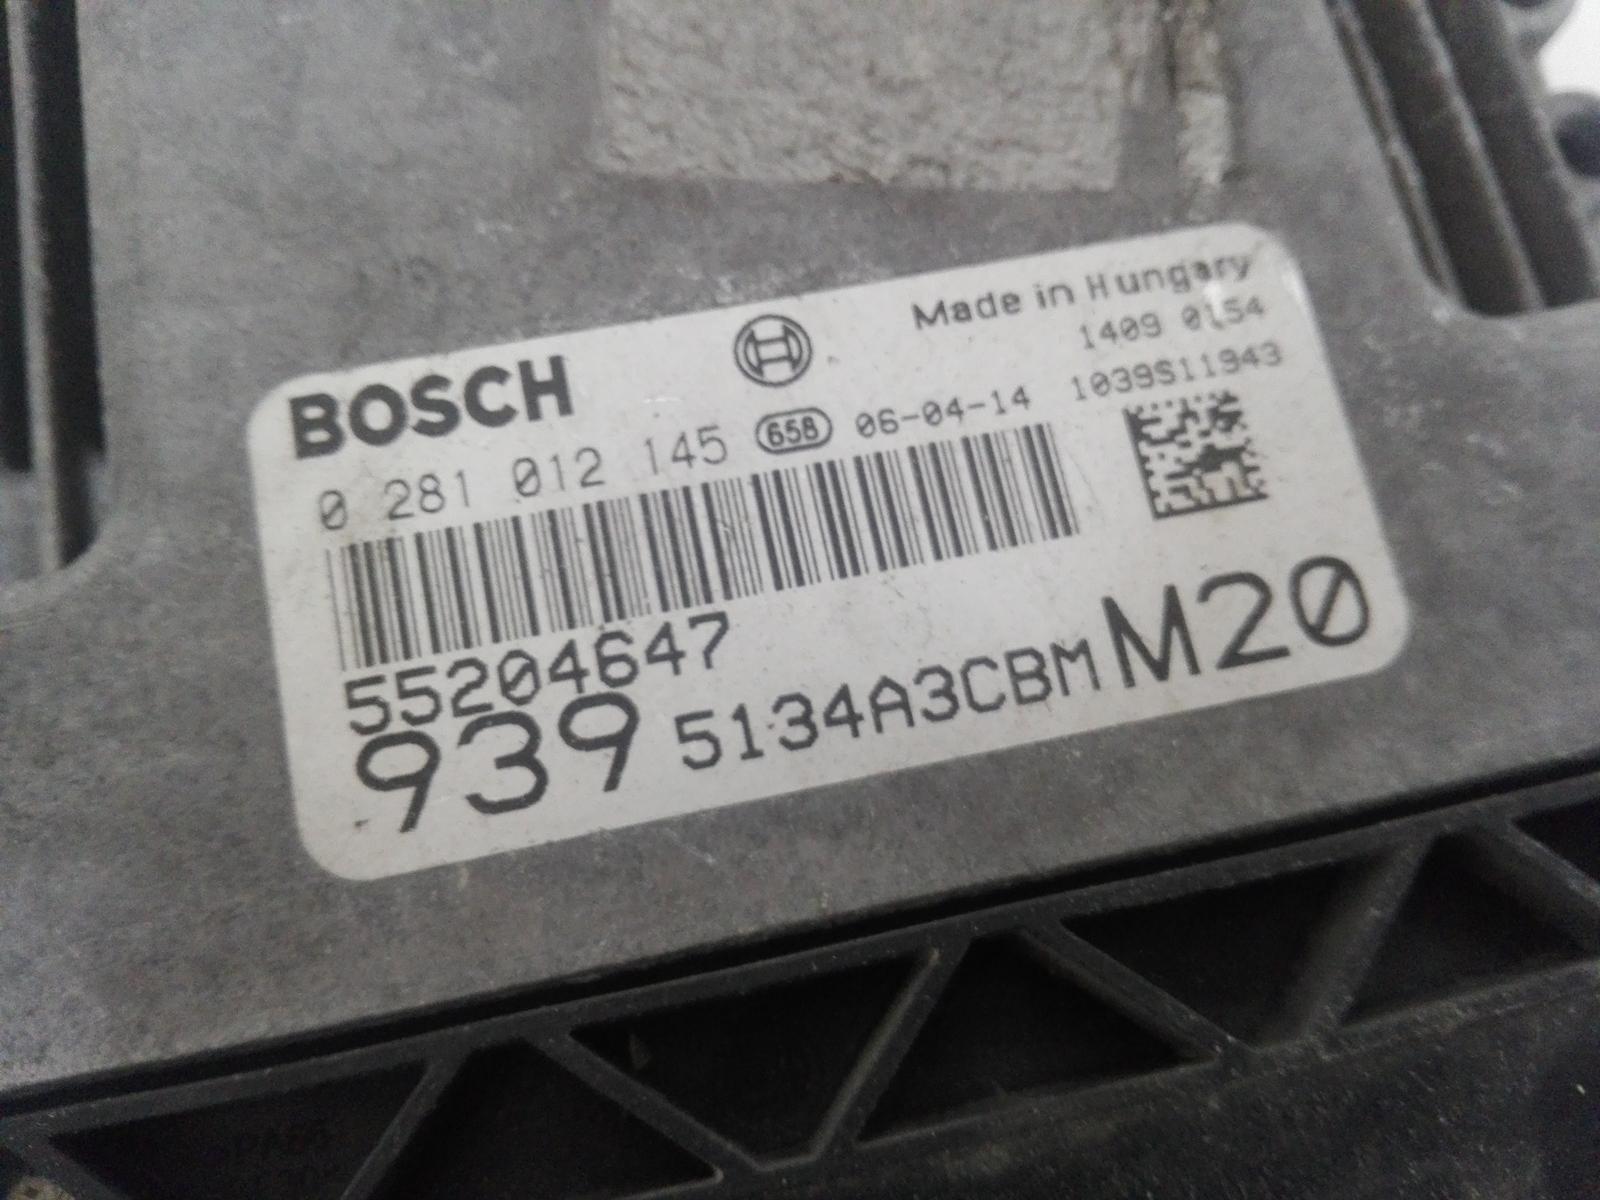 BOSCH
Made in Hungary
1409 0154
0 281 012 145 658 06-04-14 1039S11943
55204647
939 5134A3CBM M20